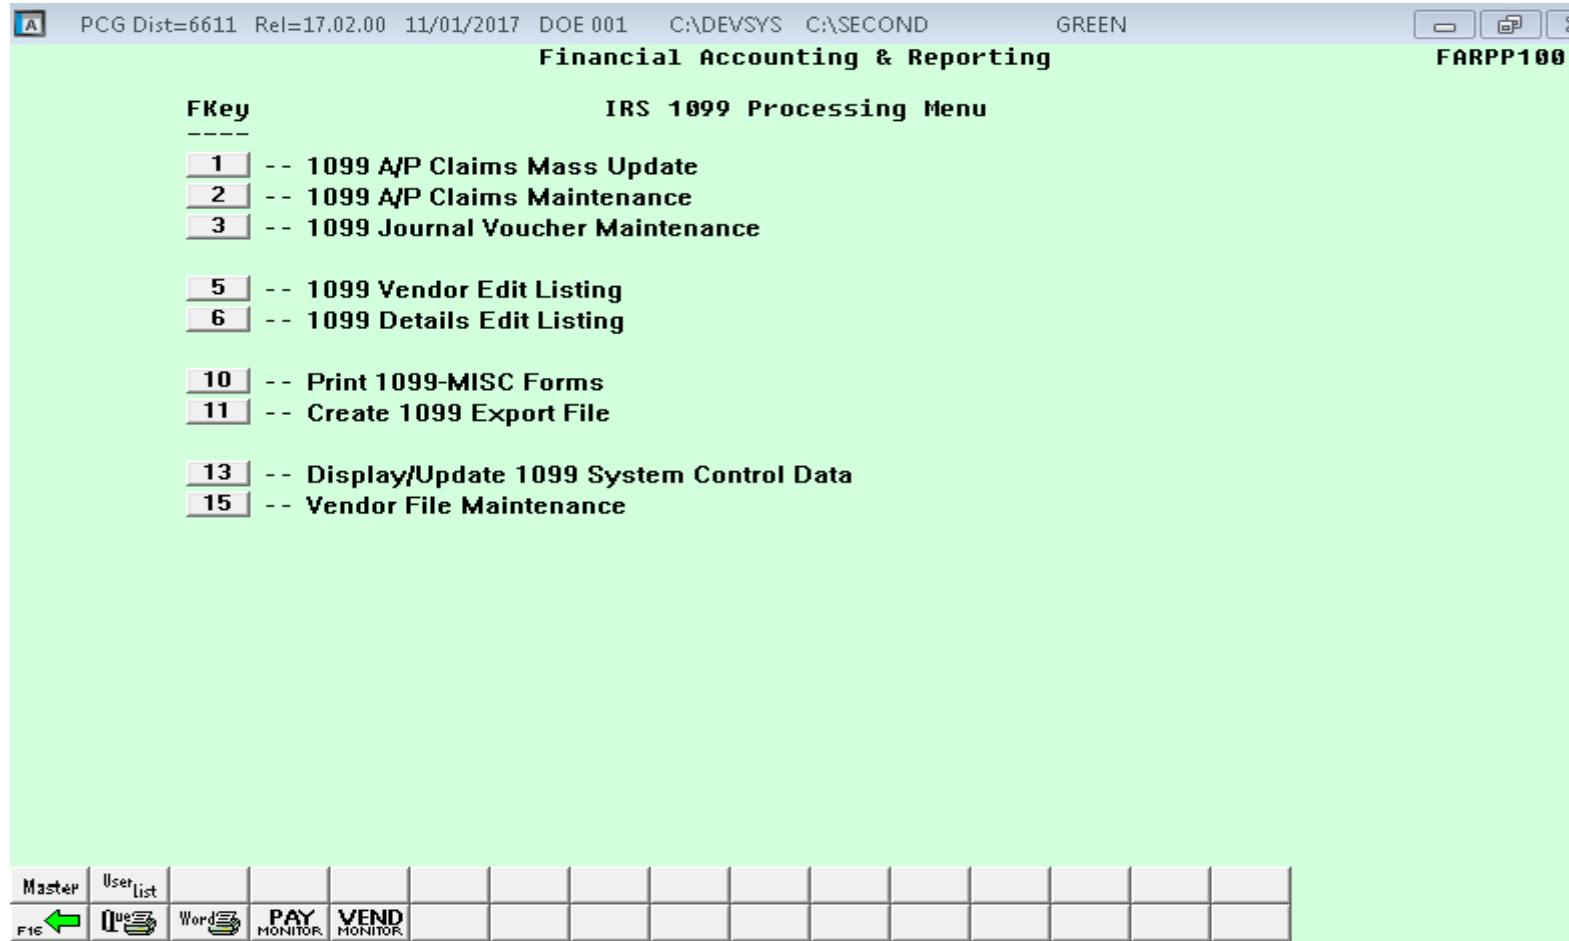 A PCG Dist=6611 Rel=17.02.00 11/01/2017 DOE 001 C:\DEVSYS C:\SECOND GREEN
Financial Accounting & Reporting FARPP100
FKey IRS 1099 Processing Menu
----
1 -- 1099 A/P Claims Mass Update
2 -- 1099 A/P Claims Maintenance
3 -- 1099 Journal Voucher Maintenance
5 -- 1099 Vendor Edit Listing
6 -- 1099 Details Edit Listing
10 -- Print 1099-MISC Forms
11 -- Create 1099 Export File
13 -- Display/Update 1099 System Control Data
15 -- Vendor File Maintenance
Master User list
F16 Que Word PAY MONITOR VEND MONITOR